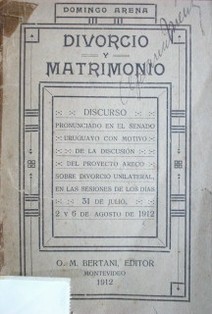 DOMINGO ARENA
DIVORCIO
Y
MATRIMONIO
DISCURSO
PRONUNCIADO EN EL SENADO
URUGUAYO CON MOTIVO
DE LA DISCUSIÓN
DEL PROYECTO ARECO
SOBRE DIVORCIO UNILATERAL
EN LAS SESIONES DE LOS DÍAS
31 DE JULIO,
2 Y 6 DE AGOSTO DE 1912
O. M. BERTANI, EDITOR
MONTEVIDEO
1912